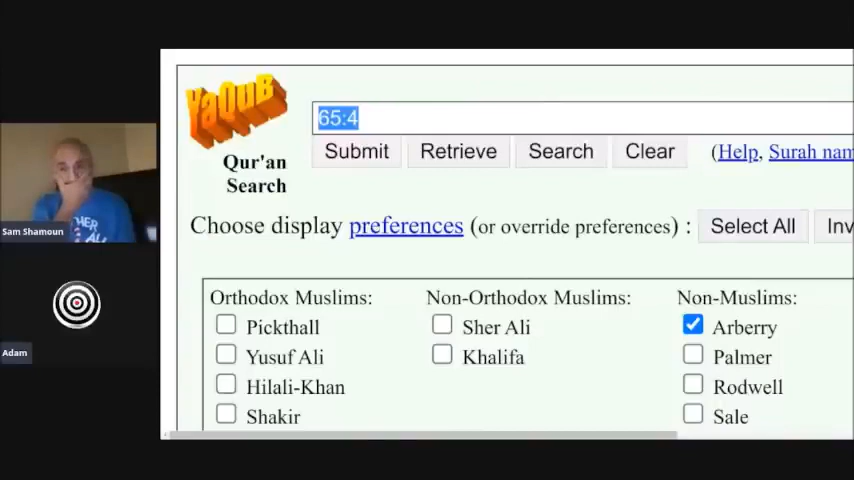 YaQuB
Qur'an
Search
65:4
Submit Retrieve Search Clear (Help, Surah nam
Choose display preferences (or override preferences) : Select All Inv
Orthodox Muslims: Non-Orthodox Muslims: Non-Muslims:
Pickthall Sher Ali Arberry
Yusuf Ali Khalifa Palmer
Hilali-Khan Rodwell
Shakir Sale
HER
ALL
Sam Shamoun
Adam